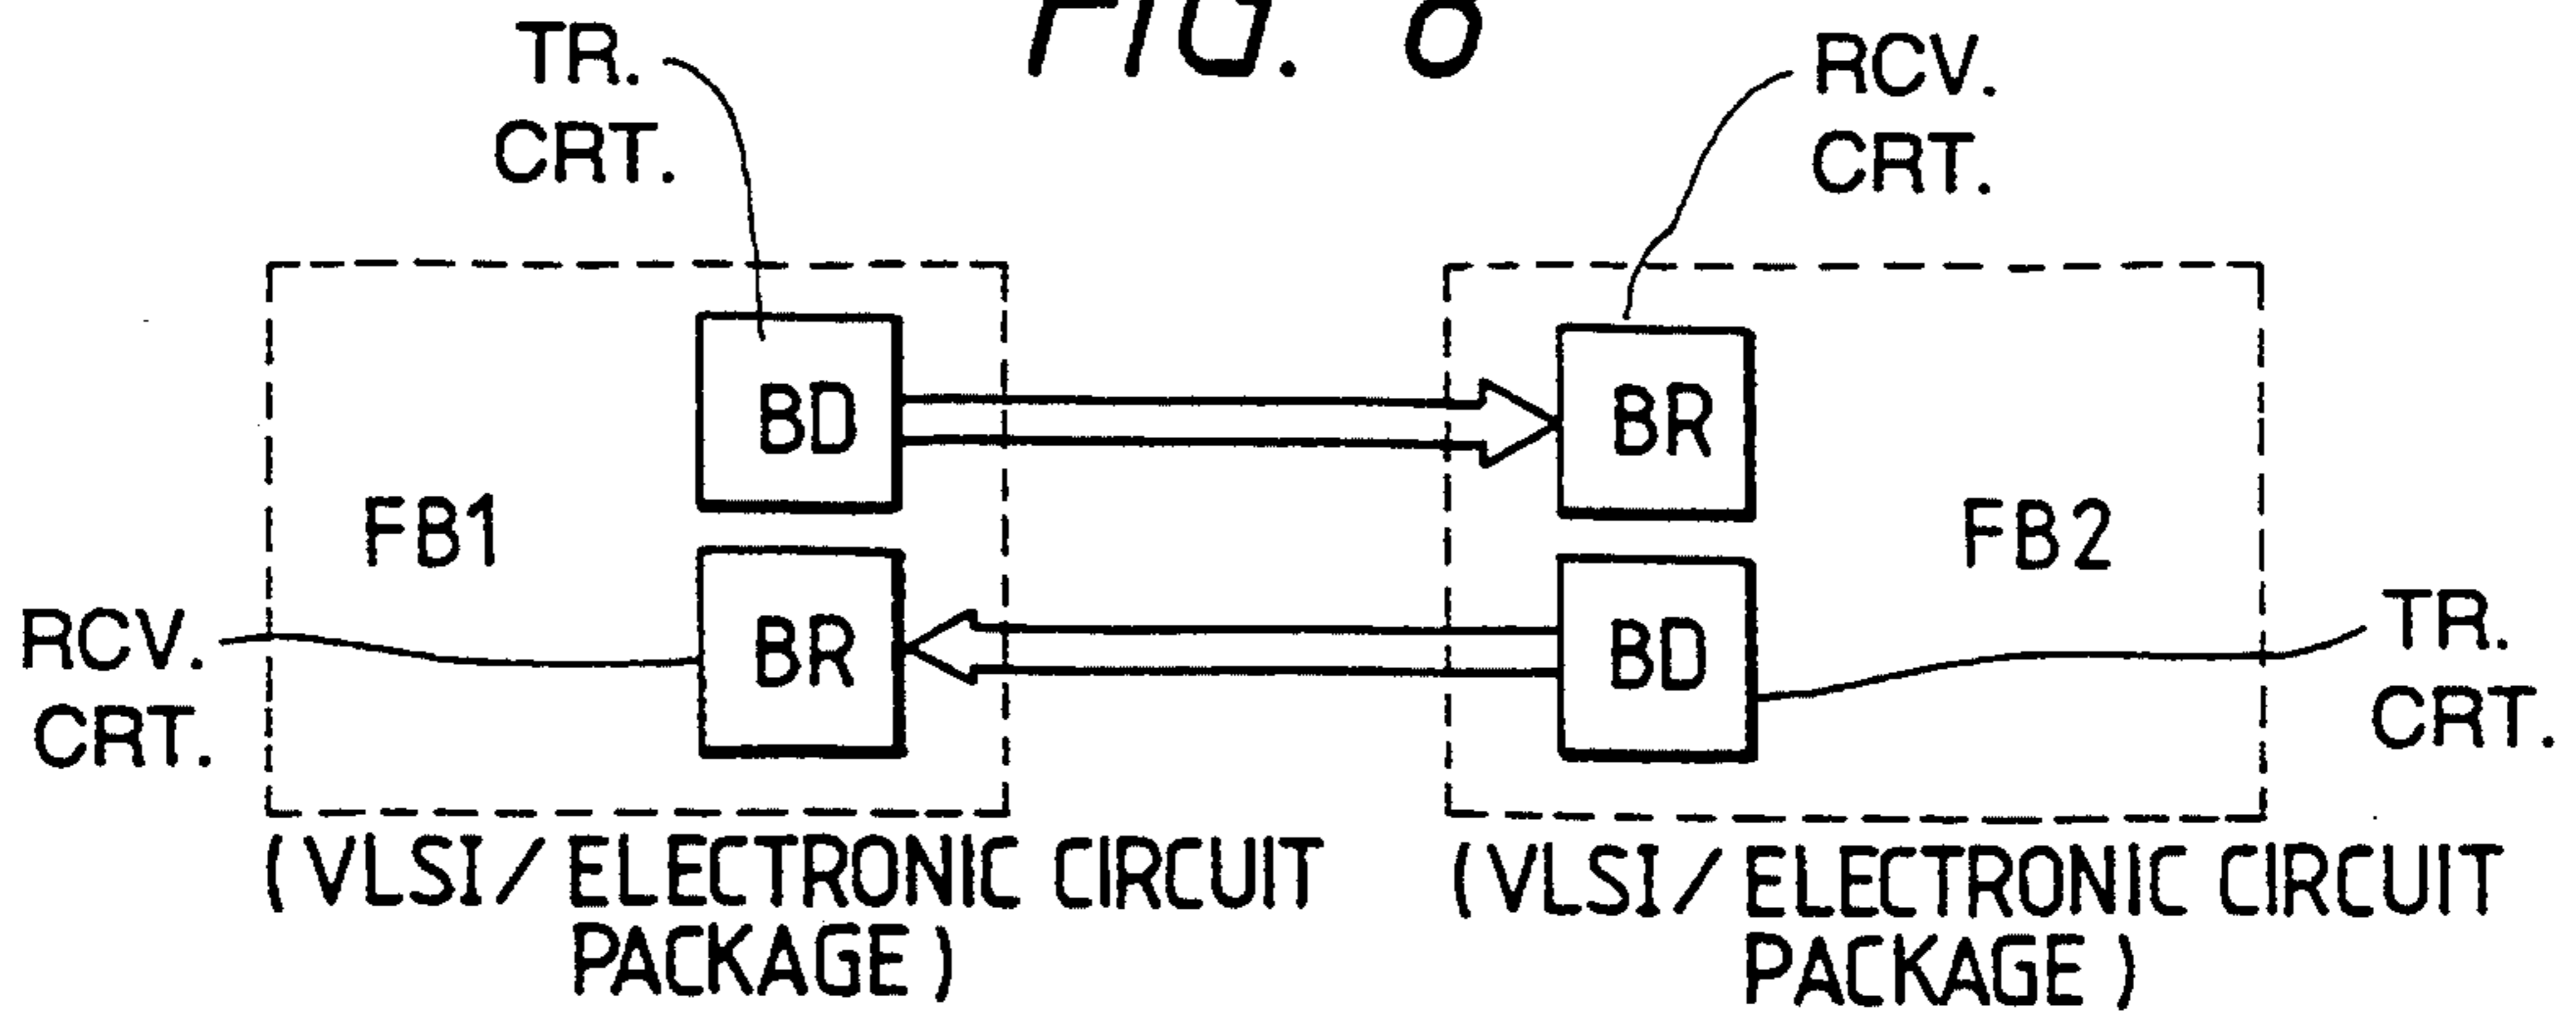 FIG. 8
TR.
CRT.
RCV.
CRT.
BD
BR
FB1
FB2
BR
BD
RCV.
CRT.
TR.
CRT.
(VLSI/ELECTRONIC CIRCUIT
PACKAGE)
(VLSI/ELECTRONIC CIRCUIT
PACKAGE)